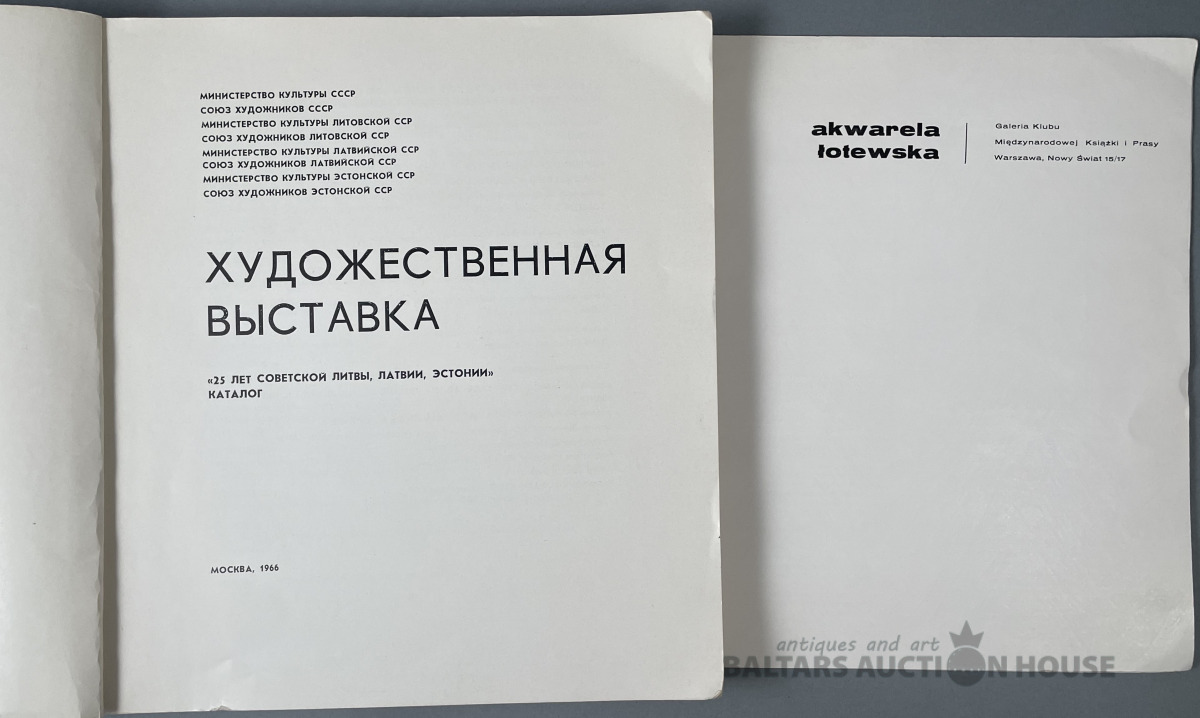 МИНИСТЕРСТВО КУЛЬТУРЫ СССР
СОЮЗ ХУДОЖНИКОВ СССР
МИНИСТЕРСТВО КУЛЬТУРЫ ЛИТОВСКОЙ ССР
СОЮЗ ХУДОЖНИКОВ ЛИТОВСКОЙ ССР
МИНИСТЕРСТВО КУЛЬТУРЫ ЛАТВИЙСКОЙ ССР
СОЮЗ ХУДОЖНИКОВ ЛАТВИЙСКОЙ ССР
МИНИСТЕРСТВО КУЛЬТУРЫ ЭСТОНСКОЙ ССР
СОЮЗ ХУДОЖНИКОВ ЭСТОНСКОЙ ССР
ХУДОЖЕСТВЕННАЯ
ВЫСТАВКА
«25 ЛЕТ СОВЕТСКОЙ ЛИТВЫ, ЛАТВИИ, ЭСТОНИИ»
КАТАЛОГ
МОСКВА, 1966
akwarela
łotewska
Galeria Klubu
Międzynarodowej Książki i Prasy
Warszawa, Nowy Świat 15/17
antiques and art
BALTARS AUCTION HOUSE